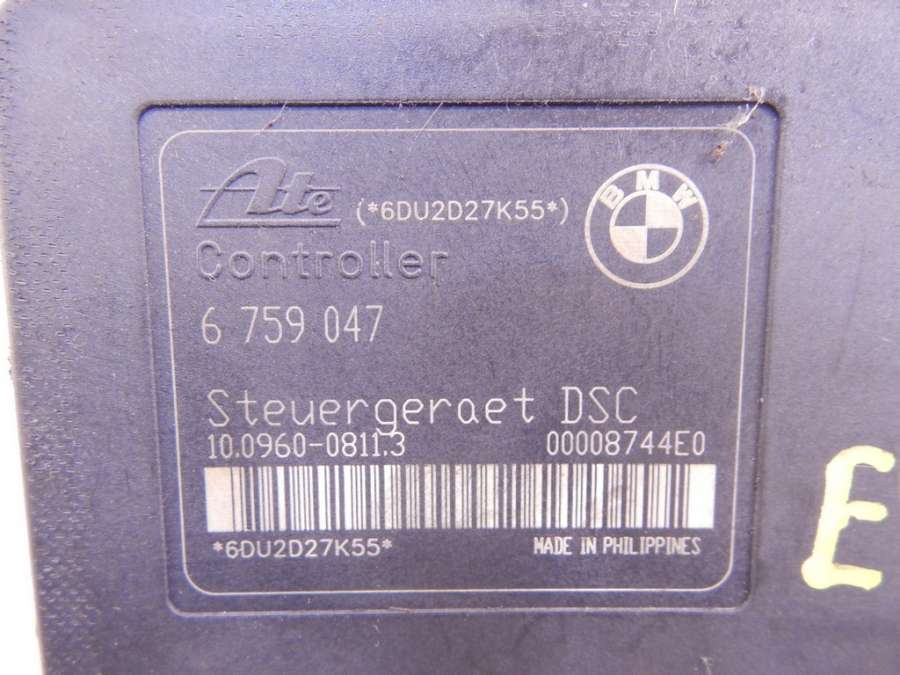 Ate (*6DU2D27K55*) BMW
Controller
6 759 047
Steuergeraet DSC
10.0960-0811.3 00008744E0
*6DU2D27K55* MADE IN PHILIPPINES
E